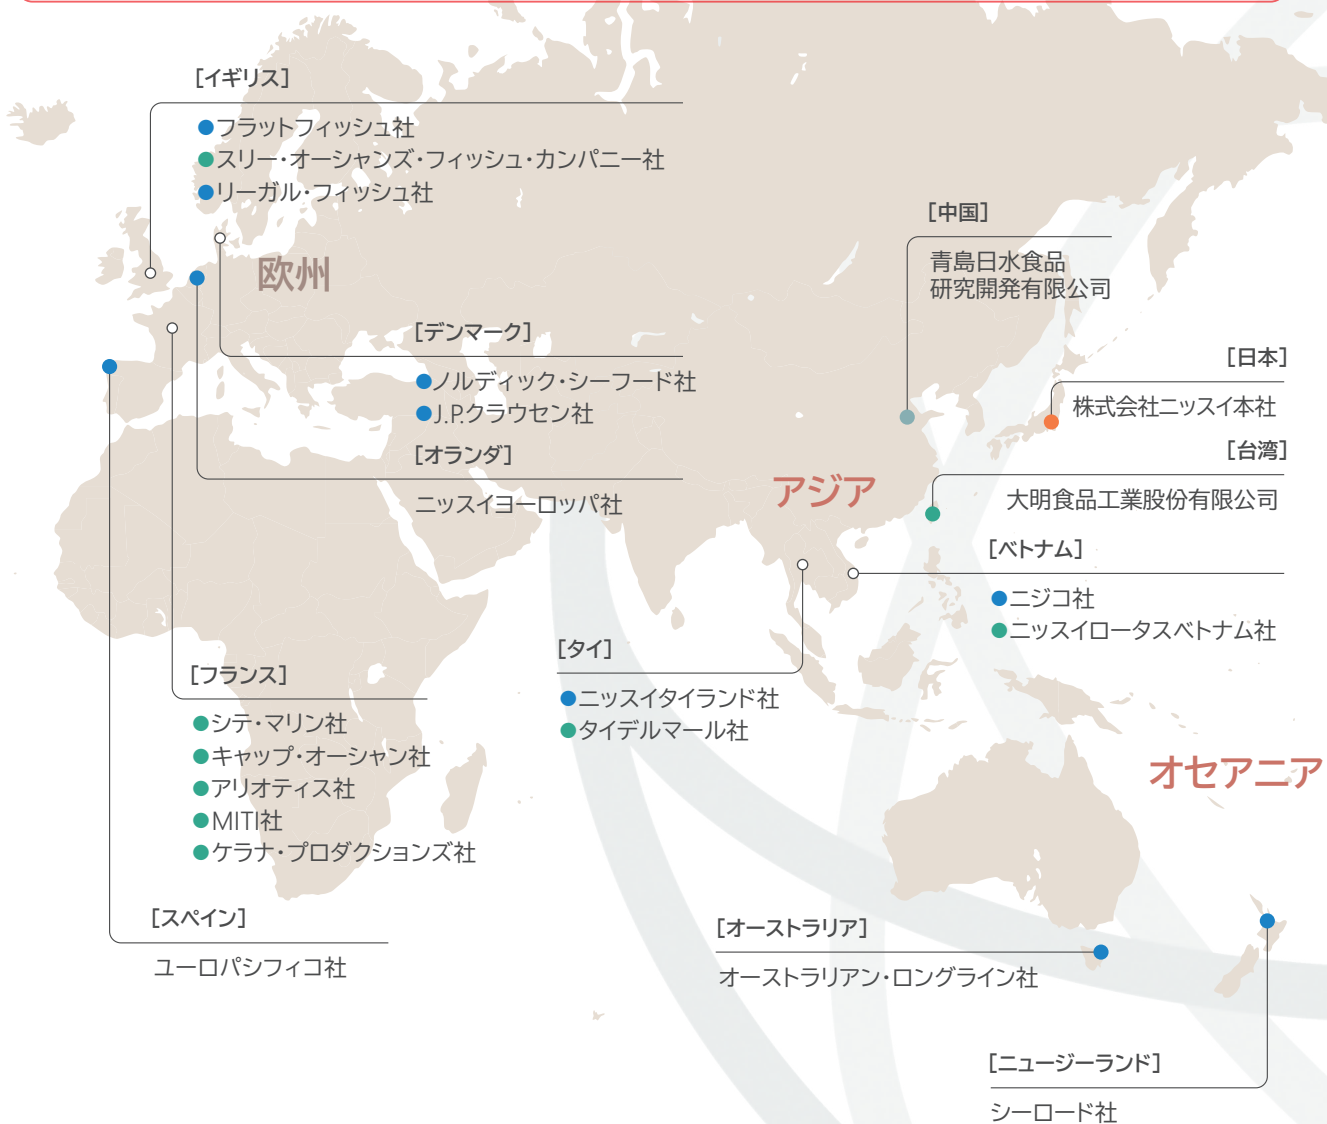 [イギリス]
フラットフィッシュ社
スリー・オーシャンズ・フィッシュ・カンパニー社
リーガル・フィッシュ社
欧州
[デンマーク]
ノルディック・シーフード社
J.P.クラウセン社
[オランダ]
ニッスイヨーロッパ社
[フランス]
シテ・マリン社
キャップ・オーシャン社
アリオティス社
MITI社
ケラナ・プロダクションズ社
[スペイン]
ユーロパシフィコ社
[中国]
青島日水食品
研究開発有限公司
[日本]
株式会社ニッスイ本社
[台湾]
大明食品工業股份有限公司
アジア
[ベトナム]
ニジコ社
ニッスイロータスベトナム社
[タイ]
ニッスイタイランド社
タイデルマール社
オセアニア
[オーストラリア]
オーストラリアン・ロングライン社
[ニュージーランド]
シーロード社